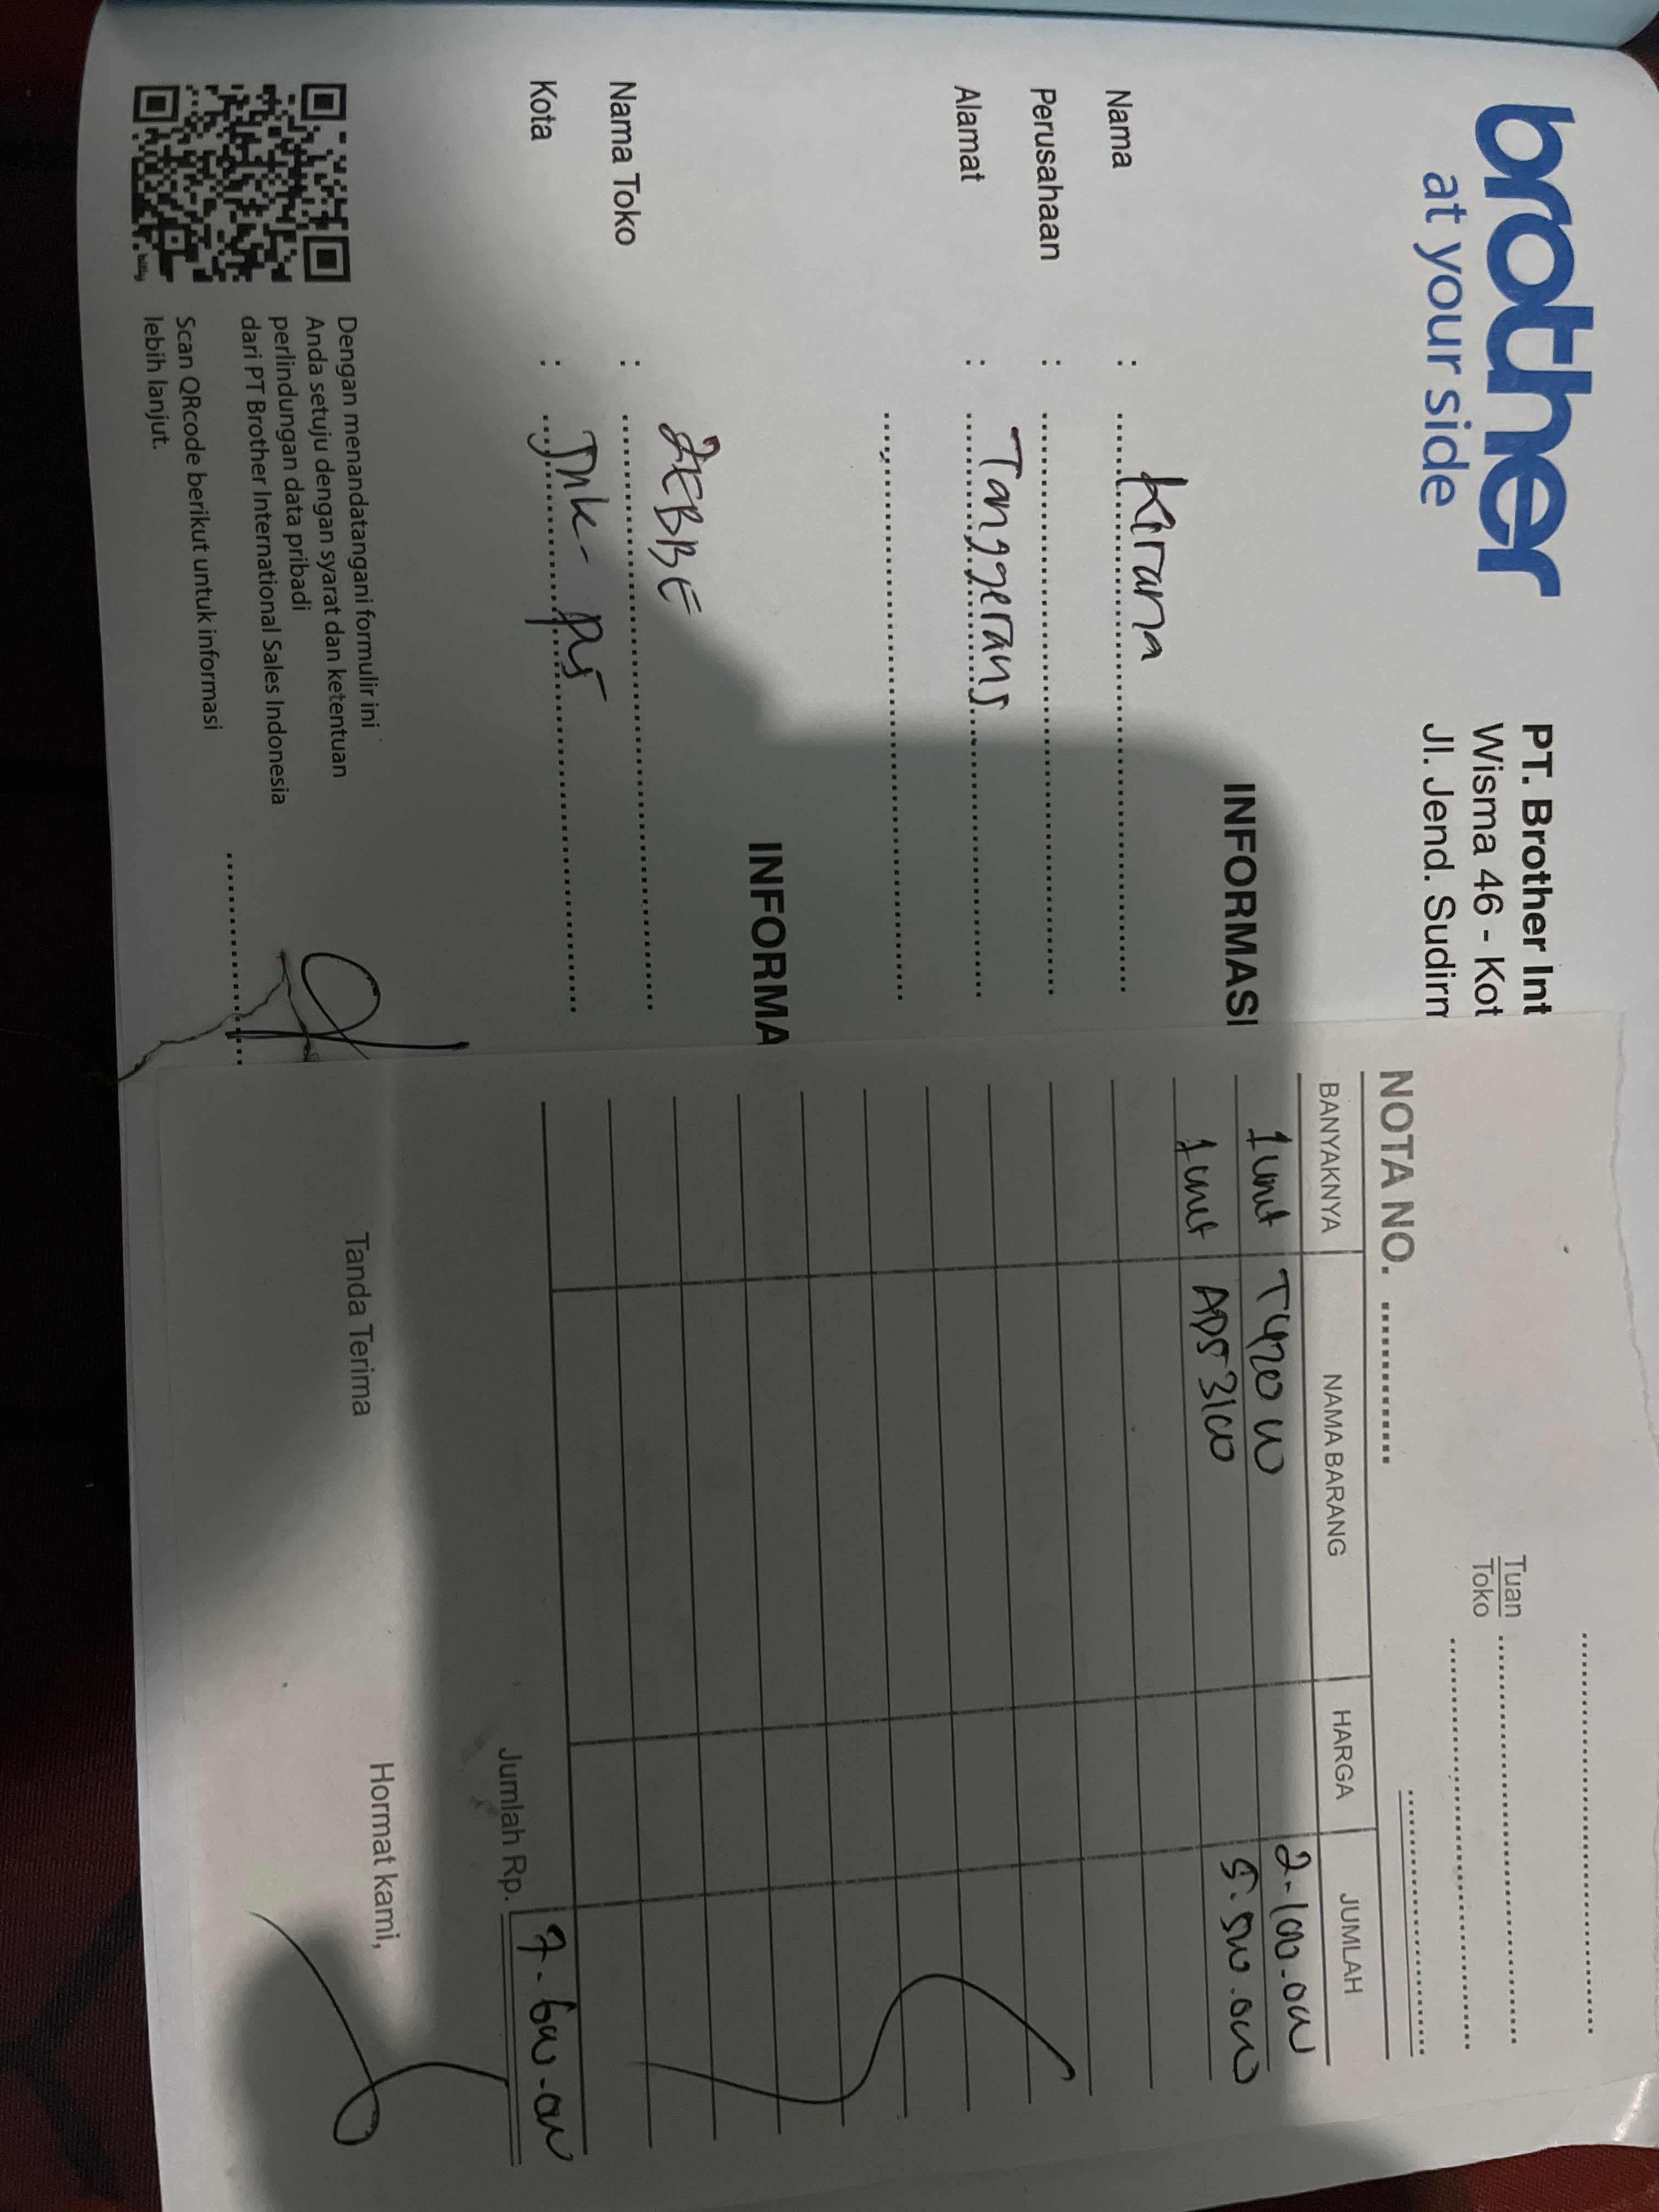 brother
at your side
PT. Brother Int
Wisma 46 - Kot
Jl. Jend. Sudirm
INFORMASI
Nama : Kirana
Perusahaan :
Alamat : Tanggerang
INFORMA
Nama Toko : ZEBBE
Kota : Jnk - ps
Dengan menandatangani formulir ini
Anda setuju dengan syarat dan ketentuan
perlindungan data pribadi
dari PT Brother International Sales Indonesia
Scan QRcode berikut untuk informasi
lebih lanjut.
Tuan
Toko
NOTA NO.
BANYAKNYA NAMA BARANG HARGA JUMLAH
1 unit T420 W 2.100.000
1 unit ADS 3100 5.500.000
Jumlah Rp. 7.600.000
Tanda Terima Hormat kami,